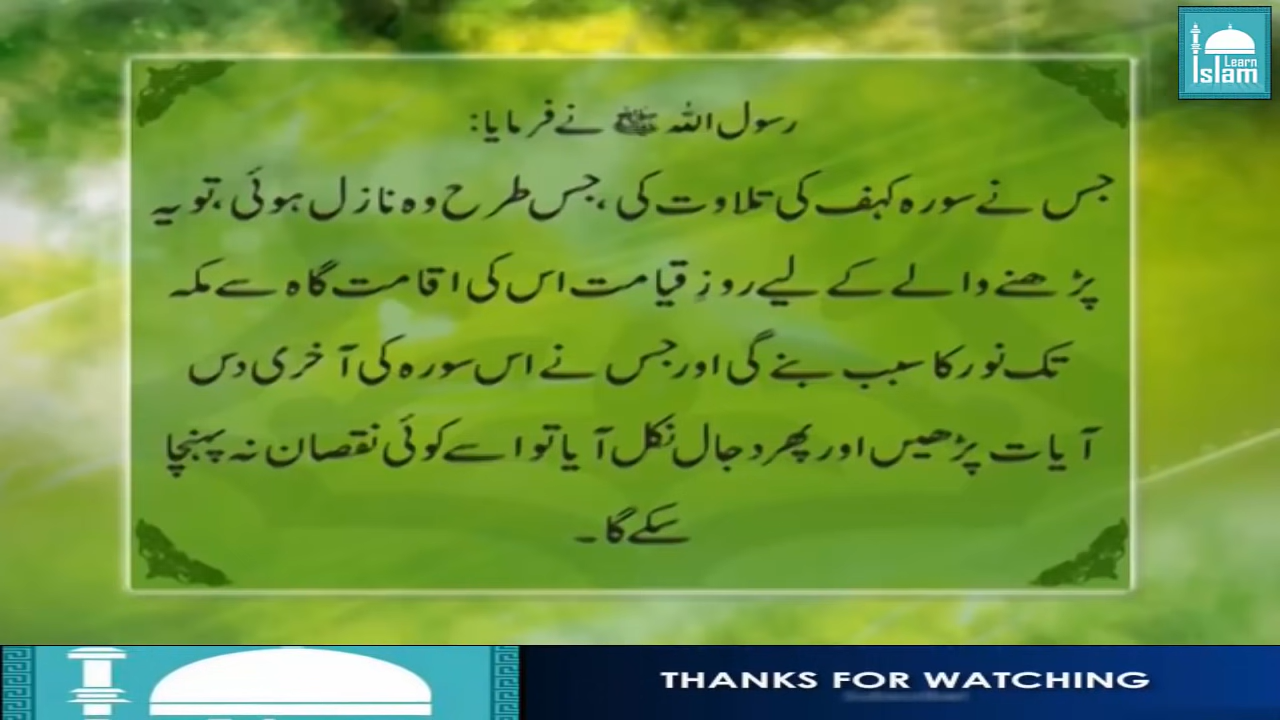 Learn
Islam
رسول اللہ ﷺ نے فرمایا:
جس نے سورہ کہف کی تلاوت کی، جس طرح وہ نازل ہوئی، تو یہ
پڑھنے والے کے لیے روزِ قیامت اس کی اقامت گاہ سے مکہ
تک نور کا سبب بنے گی اور جس نے اس سورہ کی آخری دس
آیات پڑھیں اور پھر دجال نکل آیا تو اسے کوئی نقصان نہ پہنچا
سکے گا۔
THANKS FOR WATCHING